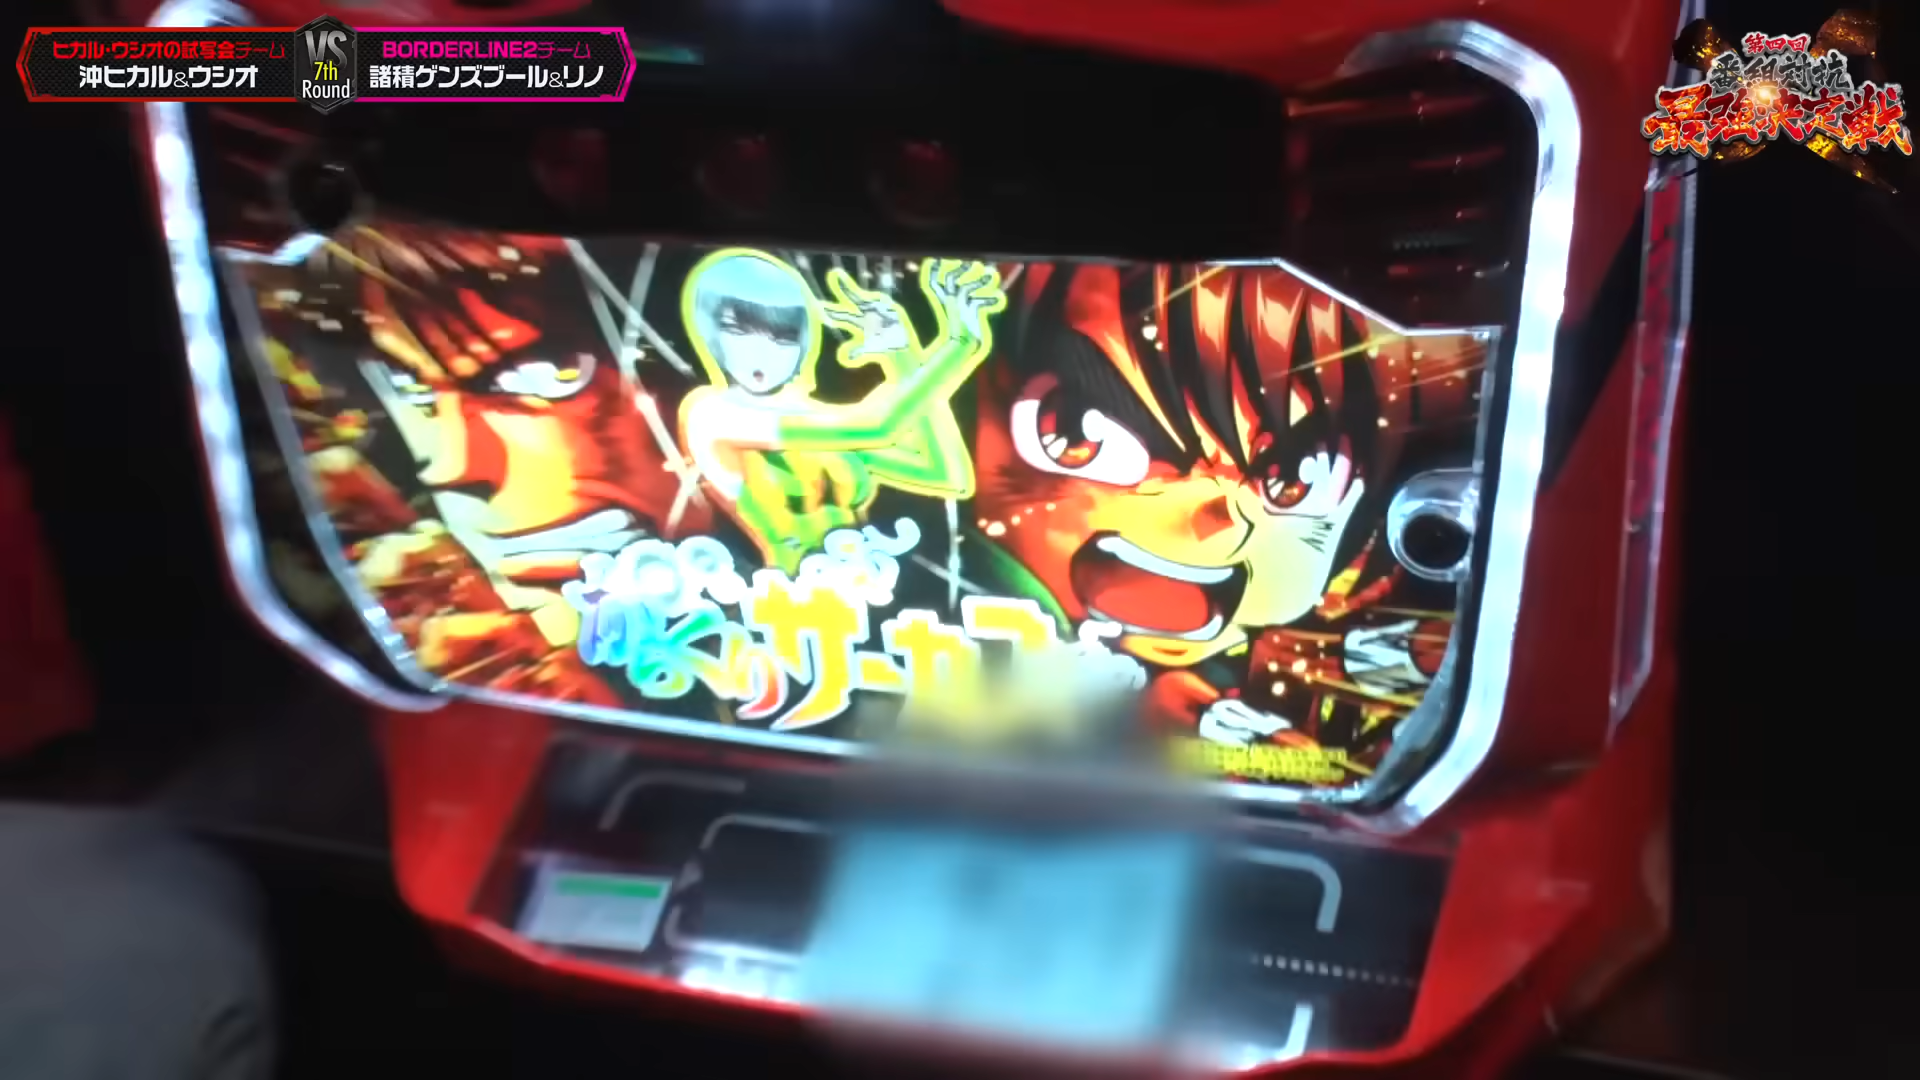 ヒカル・ウシオの試写会チーム
沖ヒカル&ウシオ
VS
7th
Round
BORDERLINE2チーム
諸積ゲンズブール&リノ
第四回
番組対抗
最強決定戦
からくりサーカス